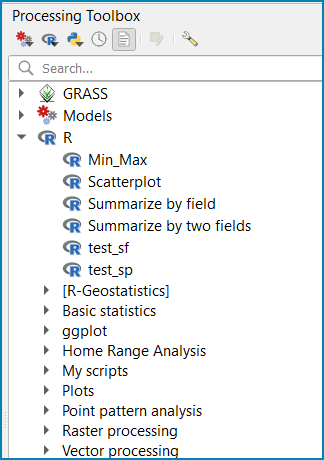 Processing Toolbox
Search...
GRASS
Models
R
Min_Max
Scatterplot
Summarize by field
Summarize by two fields
test_sf
test_sp
[R-Geostatistics]
Basic statistics
ggplot
Home Range Analysis
My scripts
Plots
Point pattern analysis
Raster processing
Vector processing